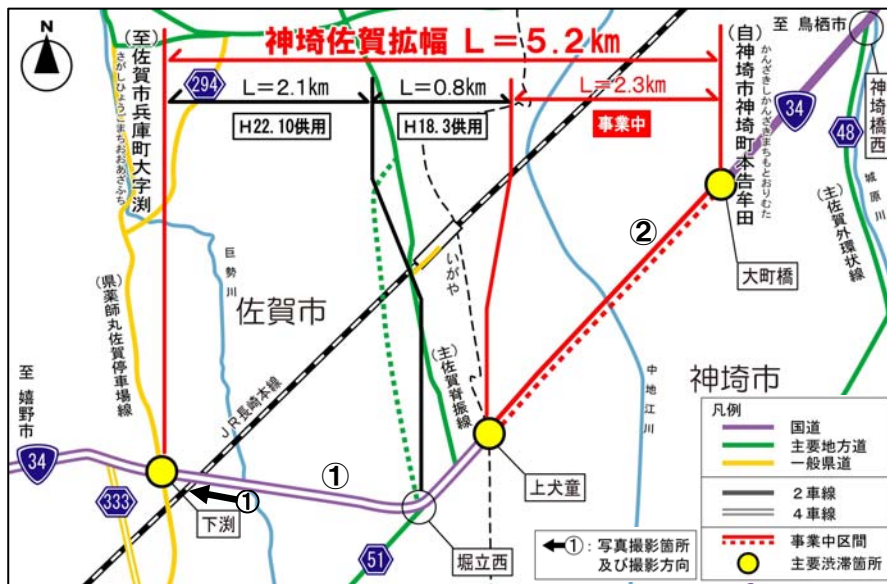 N
神埼佐賀拡幅 L=5.2km
至 鳥栖市
(至)佐賀市兵庫町大字渕
さがしひょうごまちおおあざふち
(自)神埼市神埼町本告牟田
かんざきしかんざきまちもとおりむた
294
L=2.1km
L=0.8km
L=2.3km
H22.10供用
H18.3供用
事業中
34
48
神埼橋西
城原川
(主)佐賀外環状線
②
大町橋
いがや
巨勢川
佐賀市
(県)薬師丸佐賀停車場線
JR長崎本線
(主)佐賀脊振線
中地江川
神埼市
至 嬉野市
34
333
下渕
①
①
上犬童
堀立西
51
←①:写真撮影箇所
及び撮影方向
凡例
国道
主要地方道
一般県道
2車線
4車線
事業中区間
主要渋滞箇所